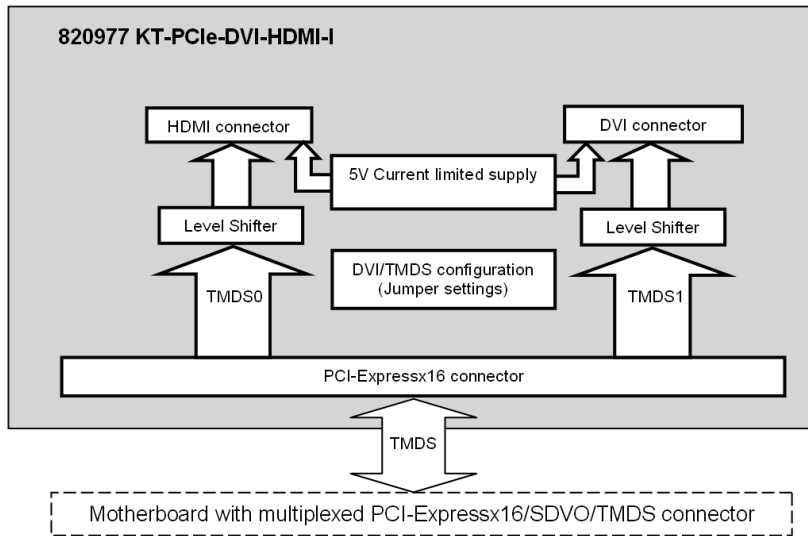 820977 KT-PCIe-DVI-HDMI-I
HDMI connector
DVI connector
5V Current limited supply
Level Shifter
Level Shifter
DVI/TMDS configuration
(Jumper settings)
TMDS0
TMDS1
PCI-Expressx16 connector
TMDS
Motherboard with multiplexed PCI-Expressx16/SDVO/TMDS connector